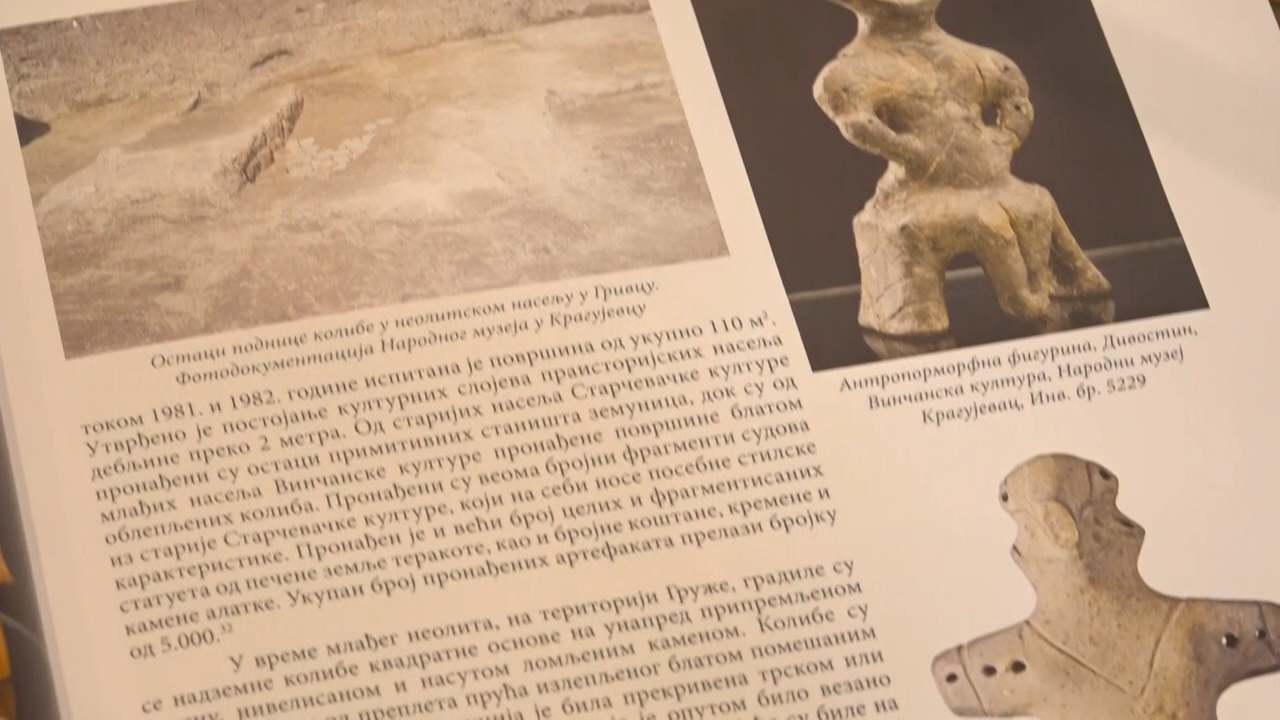 Остаци поднице колибе у неолитском насељу у Гривцу.
Фотодокументација Народног музеја у Крагујевцу
током 1981. и 1982. године испитана је површина од укупно 110 м².
Утврђено је постојање културних слојева праисторијских насеља
дебљине преко 2 метра. Од старијих насеља Старчевачке културе
пронађени су остаци примитивних станишта земуница, док су од
млађих насеља Винчанске културе пронађене површине блатом
облепљених колиба. Пронађени су веома бројни фрагменти судова
из старије Старчевачке културе, који на себи носе посебне стилске
карактеристике. Пронађен је и већи број целих и фрагментисаних
статуета од печене земље теракоте, као и бројне коштане, кремене и
камене алатке. Укупан број пронађених артефаката прелази бројку
од 5.000.³²
У време млађег неолита, на територији Груже, градиле су
се надземне колибе квадратне основе на унапред припремљеном
нивелисаном и насутом ломљеним каменом. Колибе су
преплета прућа излепљеног блатом помешаним
је била прекривена трском или
је опутом било везано
су биле на
Антропорморфна фигурина, Дивостин,
Винчанска култура, Народни музеј
Крагујевац, Инв. бр. 5229